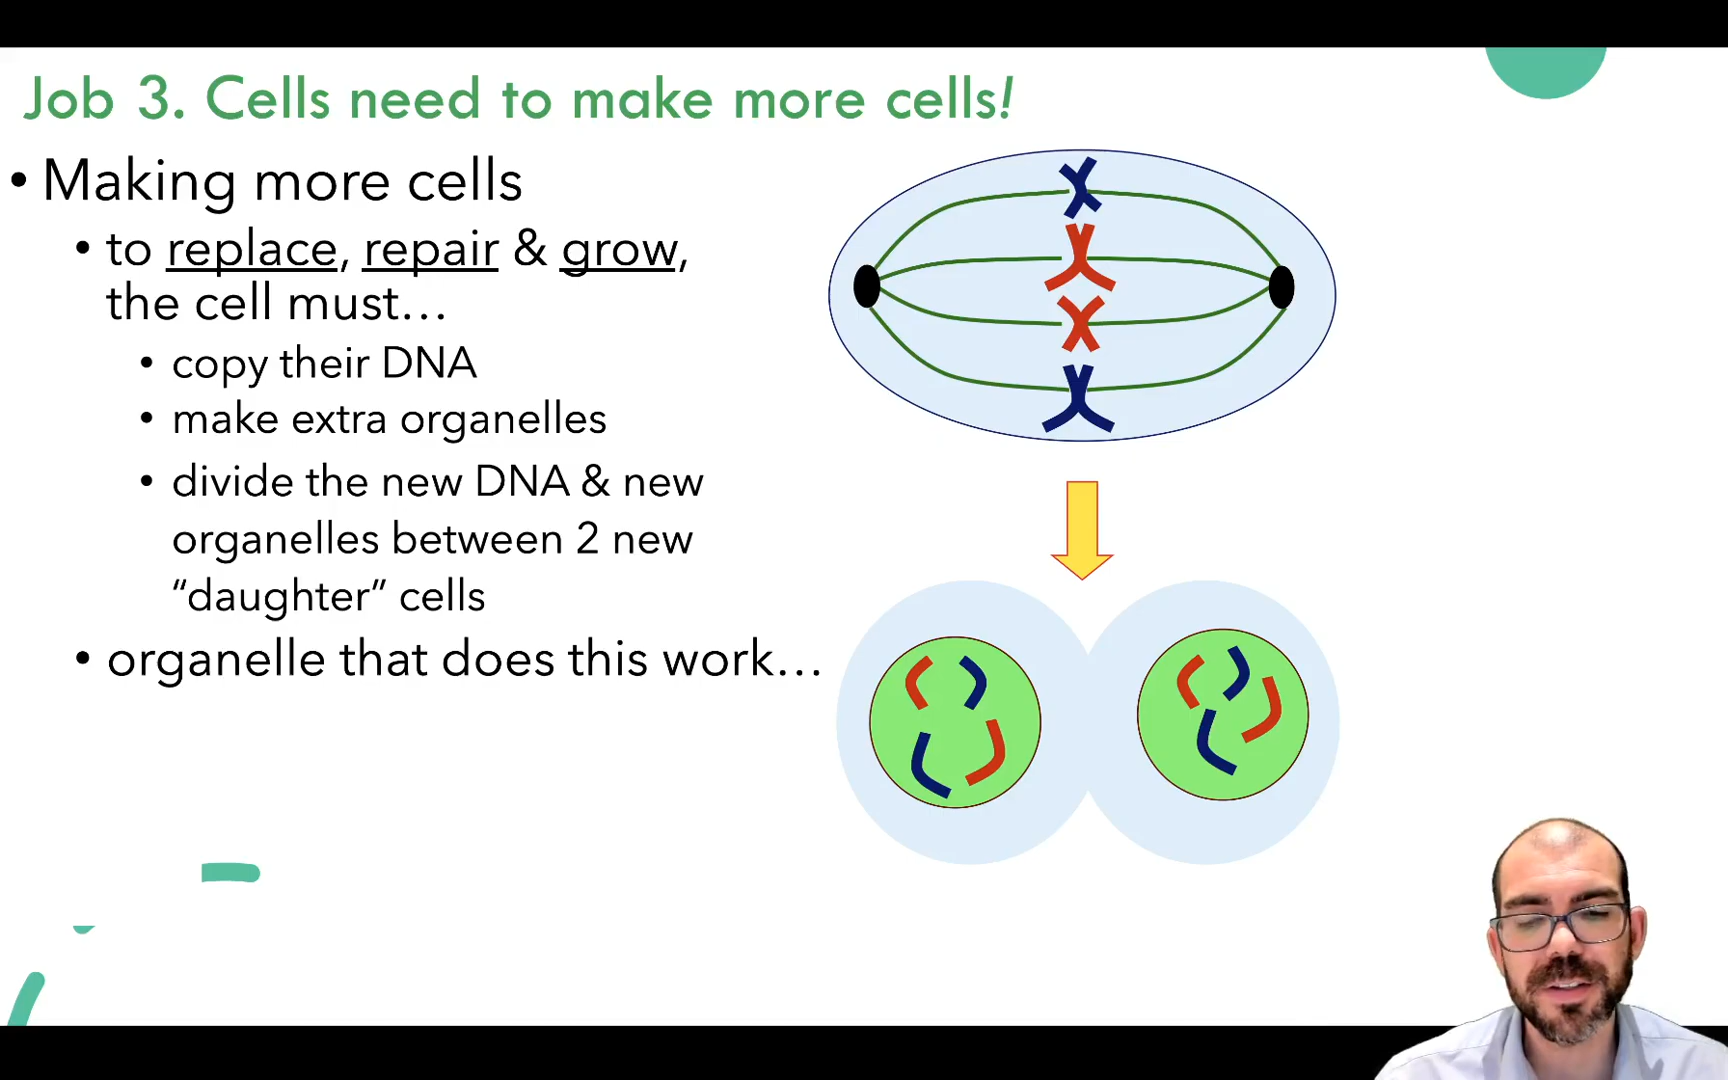 Job 3. Cells need to make more cells!
• Making more cells
• to replace, repair & grow,
the cell must...
• copy their DNA
• make extra organelles
• divide the new DNA & new
organelles between 2 new
“daughter” cells
• organelle that does this work...